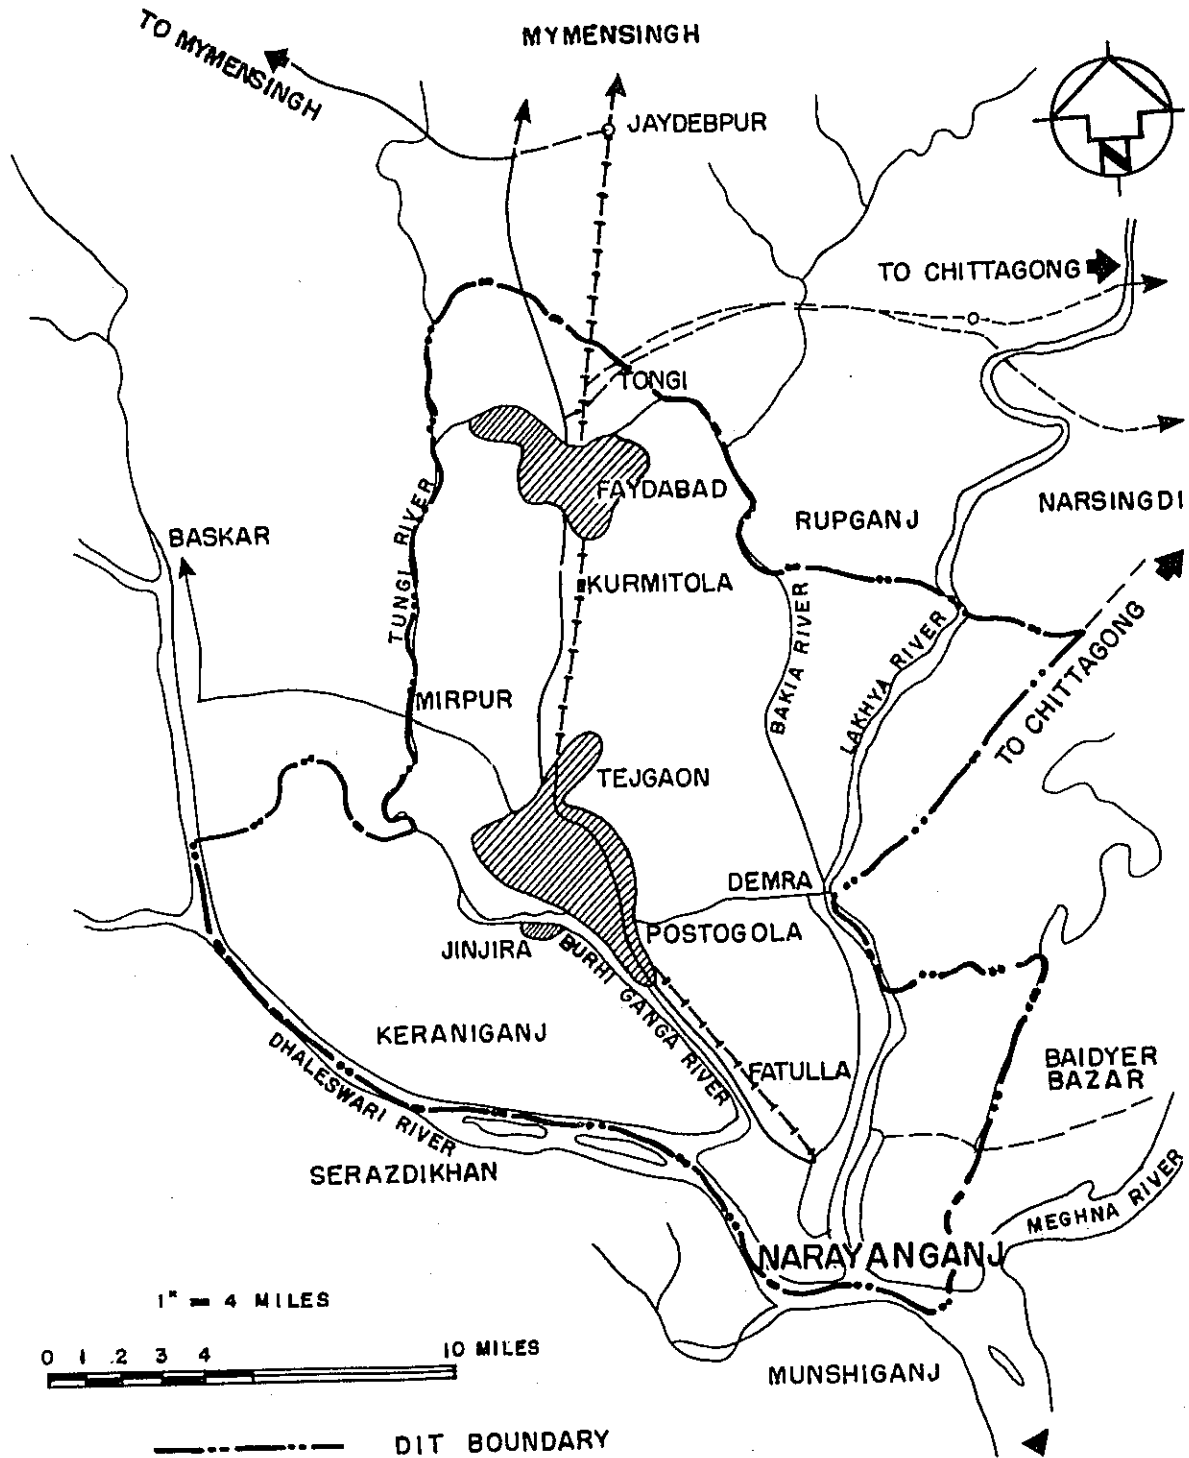 TO MYMENSINGH
MYMENSINGH
JAYDEBPUR
N
TO CHITTAGONG
TONGI
FAYDABAD
TUNGI RIVER
RUPGANJ
NARSINGDI
BASKAR
KURMITOLA
BAKIA RIVER
LAKHYA RIVER
TO CHITTAGONG
MIRPUR
TEJGAON
DEMRA
POSTOGOLA
JINJIRA
BURHI GANGA RIVER
KERANIGANJ
DHALESWARI RIVER
FATULLA
BAIDYER
BAZAR
SERAZDIKHAN
MEGHNA RIVER
NARAYANGANJ
1" = 4 MILES
0 1 2 3 4 10 MILES
MUNSHIGANJ
DIT BOUNDARY